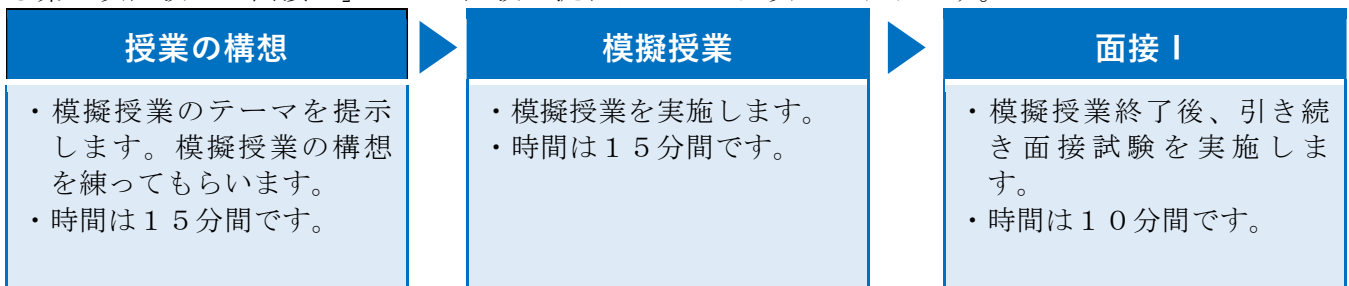 授業の構想
・模擬授業のテーマを提示
します。模擬授業の構想
を練ってもらいます。
・時間は１５分間です。
模擬授業
・模擬授業を実施します。
・時間は１５分間です。
面接Ⅰ
・模擬授業終了後、引き続
き面接試験を実施しま
す。
・時間は１０分間です。